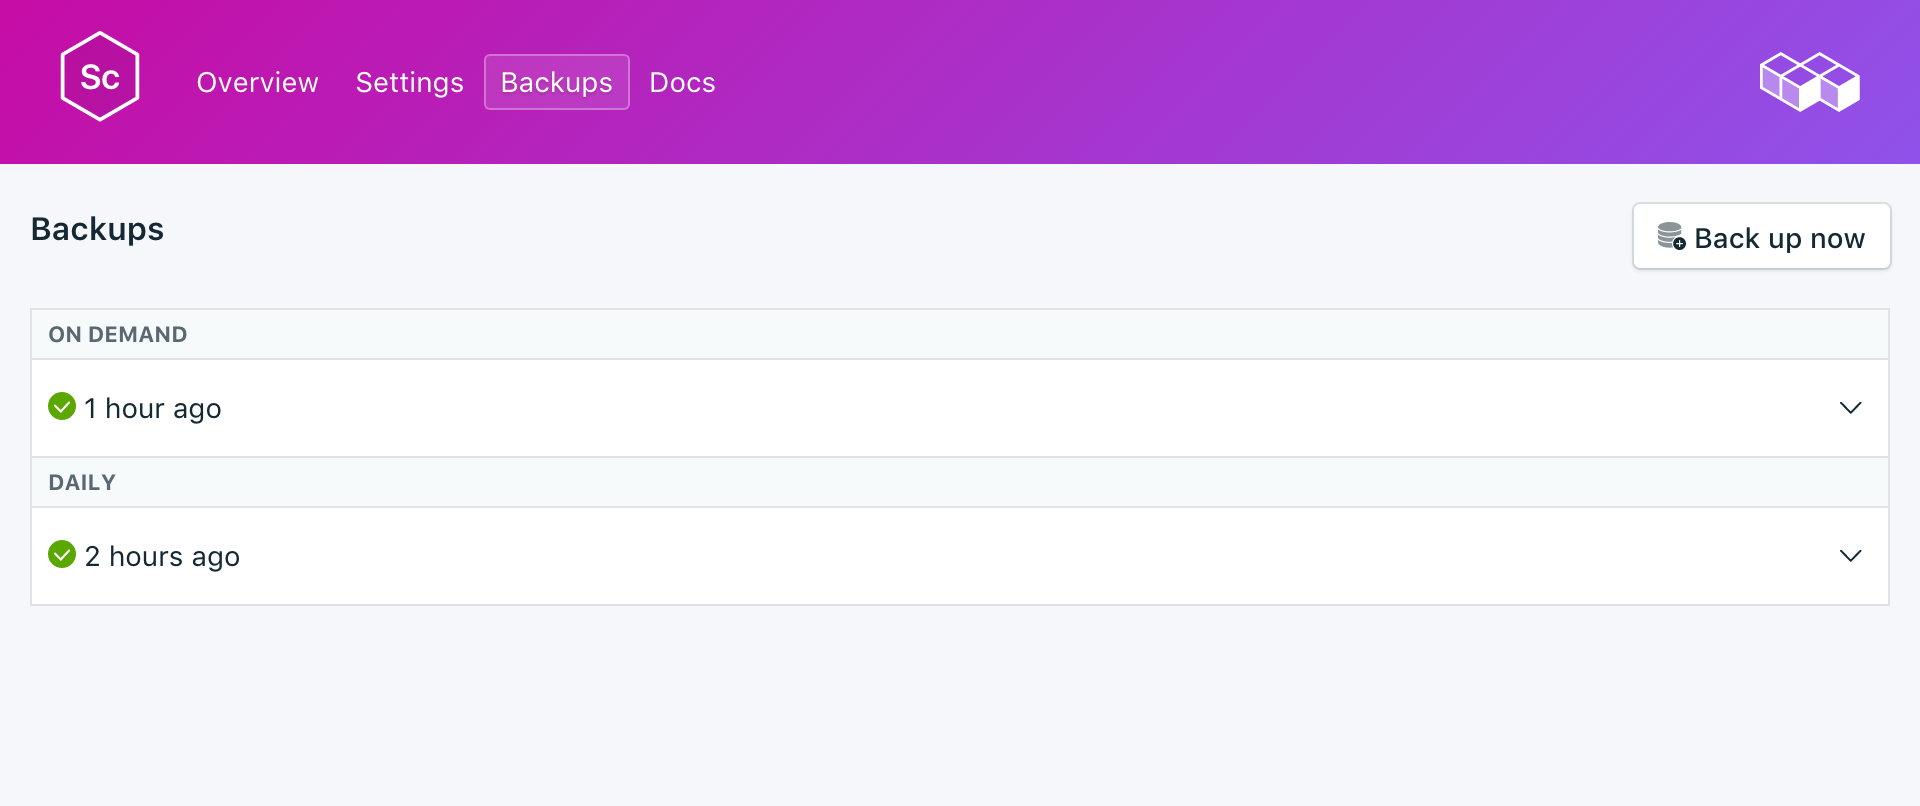 Sc
Overview Settings Backups Docs
Backups
Back up now
ON DEMAND
1 hour ago
DAILY
2 hours ago